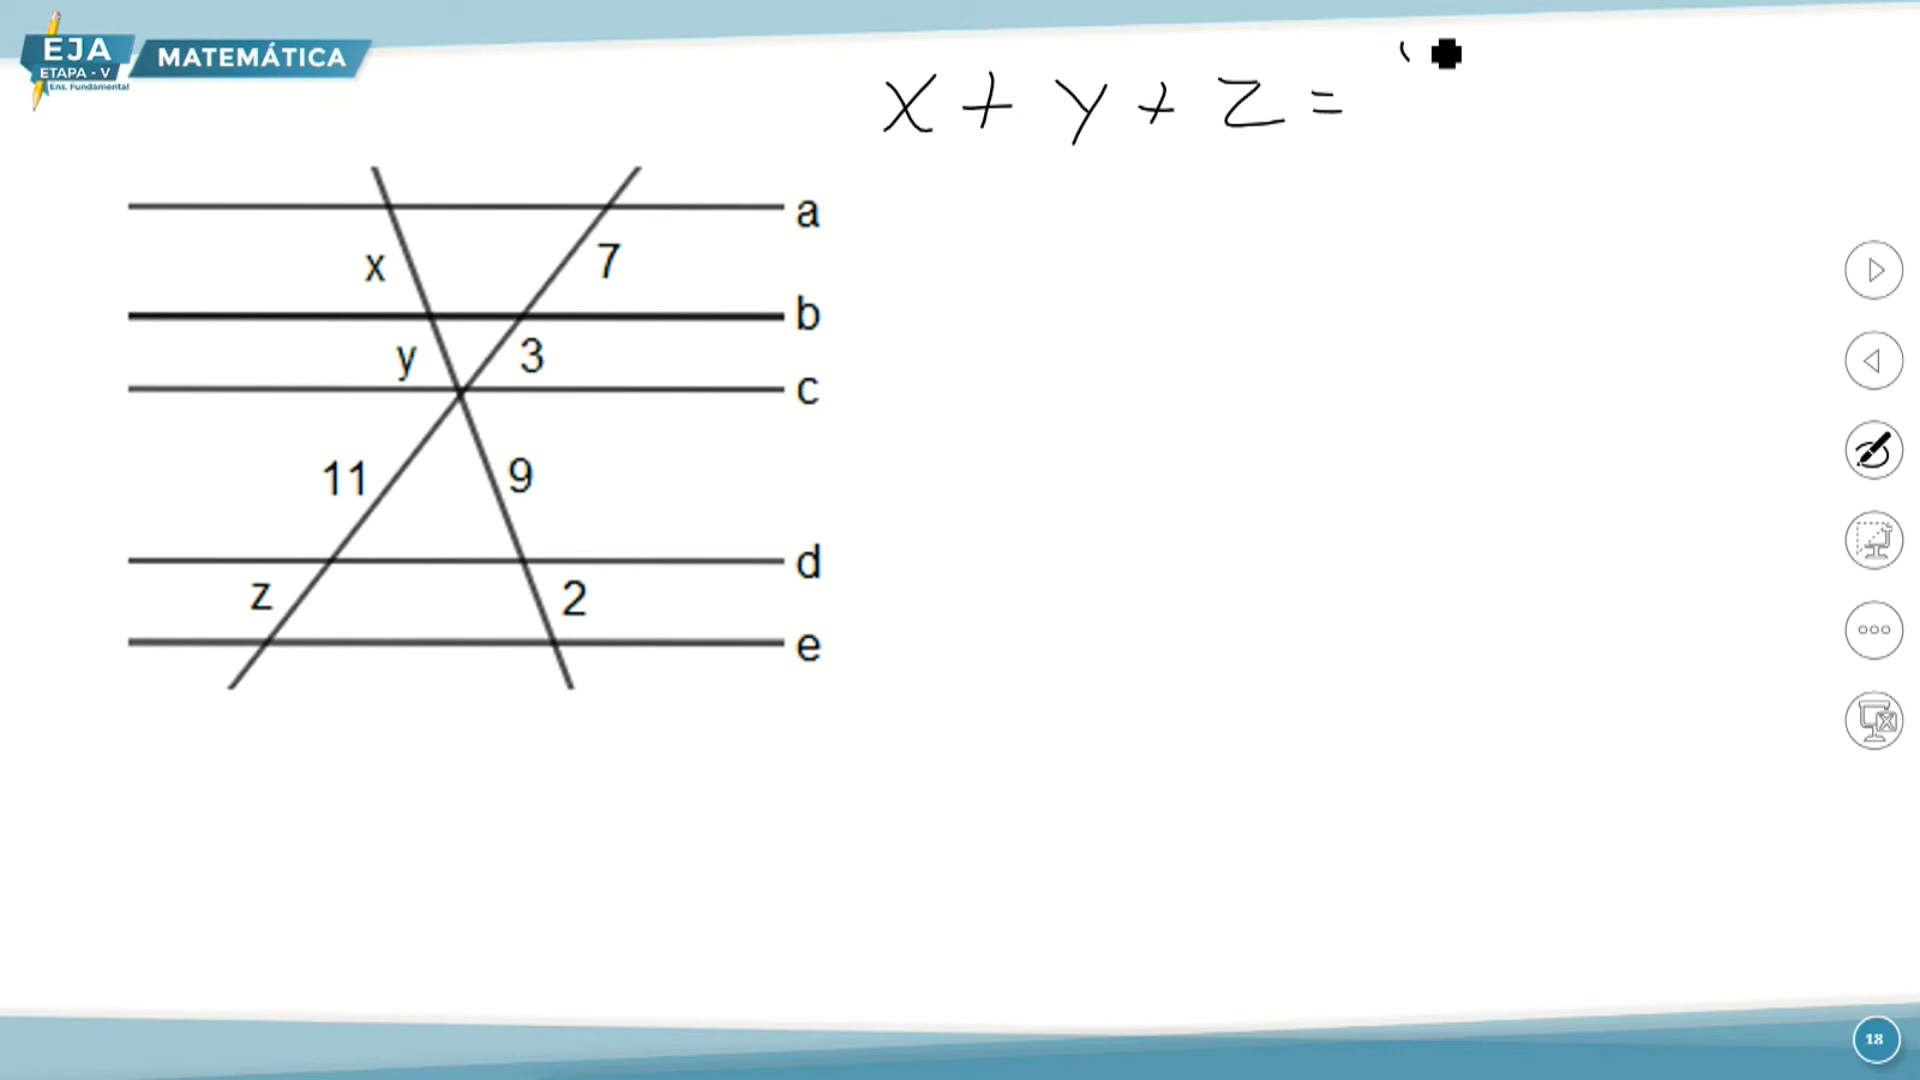 EJA
ETAPA - V
Ens. Fundamental
MATEMÁTICA
x + y + z =
a
x
7
b
y
3
c
11
9
d
z
2
e
18